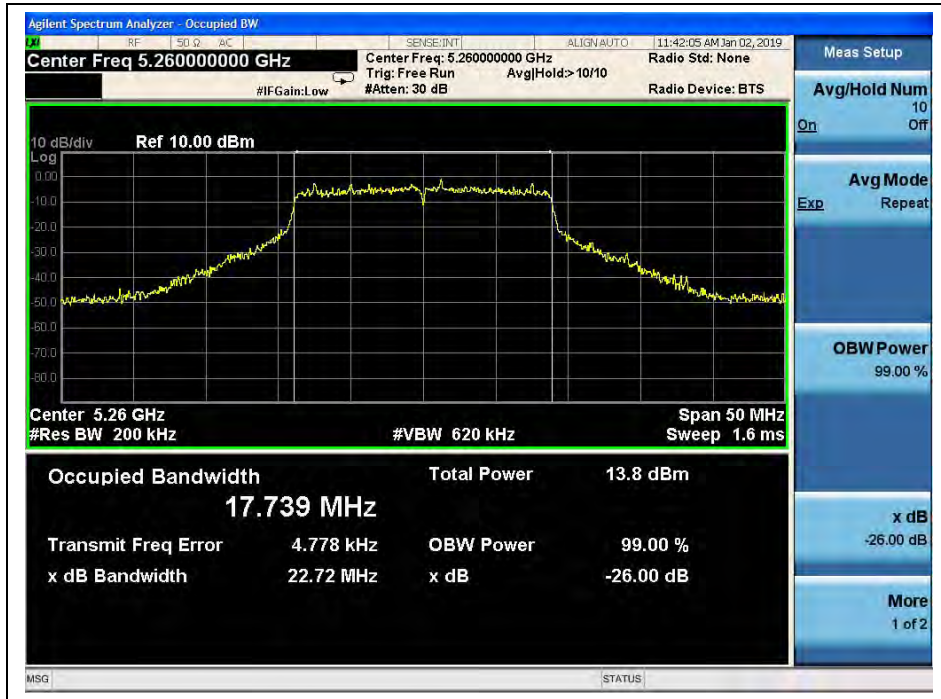 Agilent Spectrum Analyzer - Occupied BW
LXI RF 50 Ω AC SENSE:INT ALIGN AUTO 11:42:05 AM Jan 02, 2019
Center Freq 5.260000000 GHz
Center Freq: 5.260000000 GHz Radio Std: None
Trig: Free Run Avg|Hold:>10/10
#IFGain:Low #Atten: 30 dB Radio Device: BTS
10 dB/div Ref 10.00 dBm
Log
0.00
-10.0
-20.0
-30.0
-40.0
-50.0
-60.0
-70.0
-80.0
Center 5.26 GHz Span 50 MHz
#Res BW 200 kHz #VBW 620 kHz Sweep 1.6 ms
Occupied Bandwidth Total Power 13.8 dBm
17.739 MHz
Transmit Freq Error 4.778 kHz OBW Power 99.00 %
x dB Bandwidth 22.72 MHz x dB -26.00 dB
MSG STATUS
Meas Setup
Avg/Hold Num
10
On Off
Avg Mode
Exp Repeat
OBW Power
99.00 %
x dB
-26.00 dB
More
1 of 2